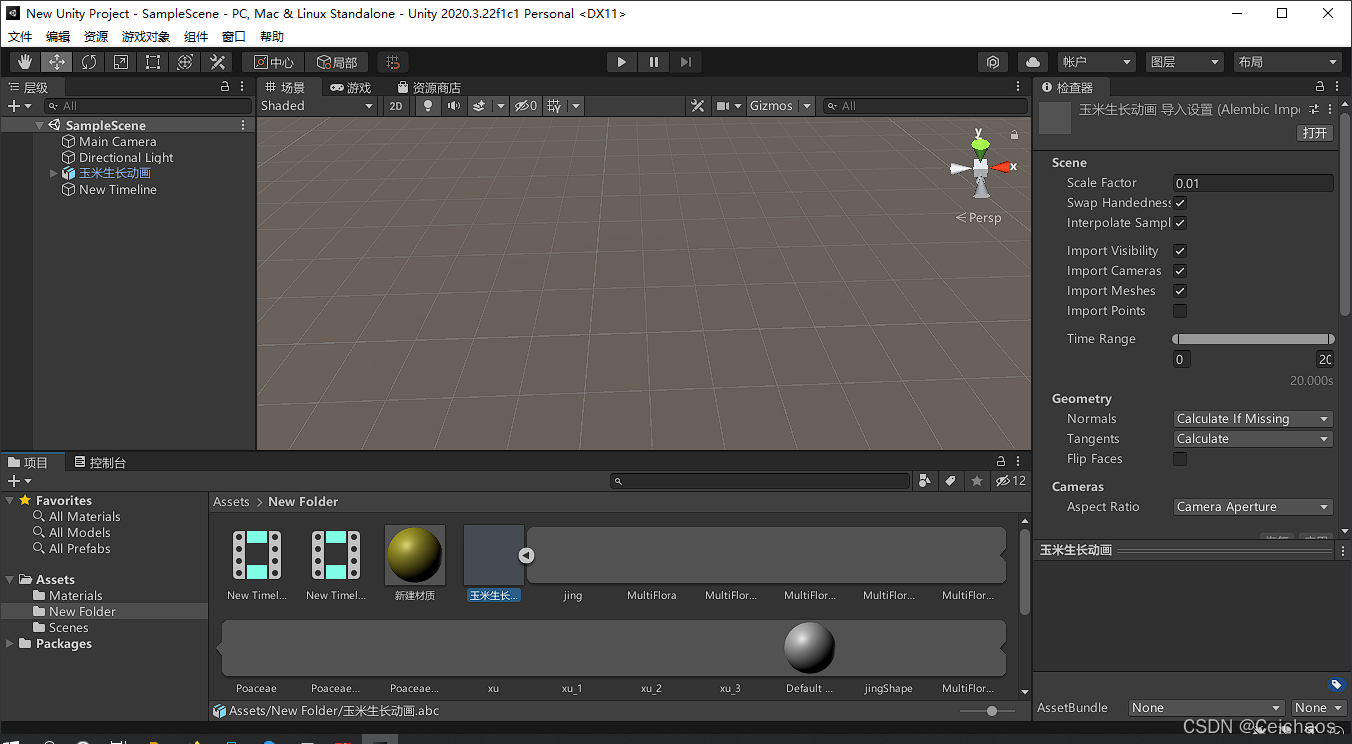 New Unity Project - SampleScene - PC, Mac & Linux Standalone - Unity 2020.3.22f1c1 Personal <DX11>
文件 编辑 资源 游戏对象 组件 窗口 帮助
中心 局部 帐户 图层 布局
层级
All
SampleScene
Main Camera
Directional Light
玉米生长动画
New Timeline
场景 游戏 资源商店
Shaded 2D 0 Gizmos All
y
x
Persp
检查器
玉米生长动画 导入设置 (Alembic Impo
打开
Scene
Scale Factor 0.01
Swap Handedness
Interpolate Sampl
Import Visibility
Import Cameras
Import Meshes
Import Points
Time Range
0 20
20.000s
Geometry
Normals Calculate If Missing
Tangents Calculate
Flip Faces
Cameras
Aspect Ratio Camera Aperture
玉米生长动画
AssetBundle None None
项目 控制台
12
Favorites
All Materials
All Models
All Prefabs
Assets
Materials
New Folder
Scenes
Packages
Assets > New Folder
New Timel... New Timel... 新建材质 玉米生长... jing MultiFlora MultiFlor... MultiFlor... MultiFlor... MultiFlor...
Poaceae Poaceae... Poaceae... xu xu_1 xu_2 xu_3 Default ... jingShape MultiFlor...
Assets/New Folder/玉米生长动画.abc
CSDN @Ceichaos